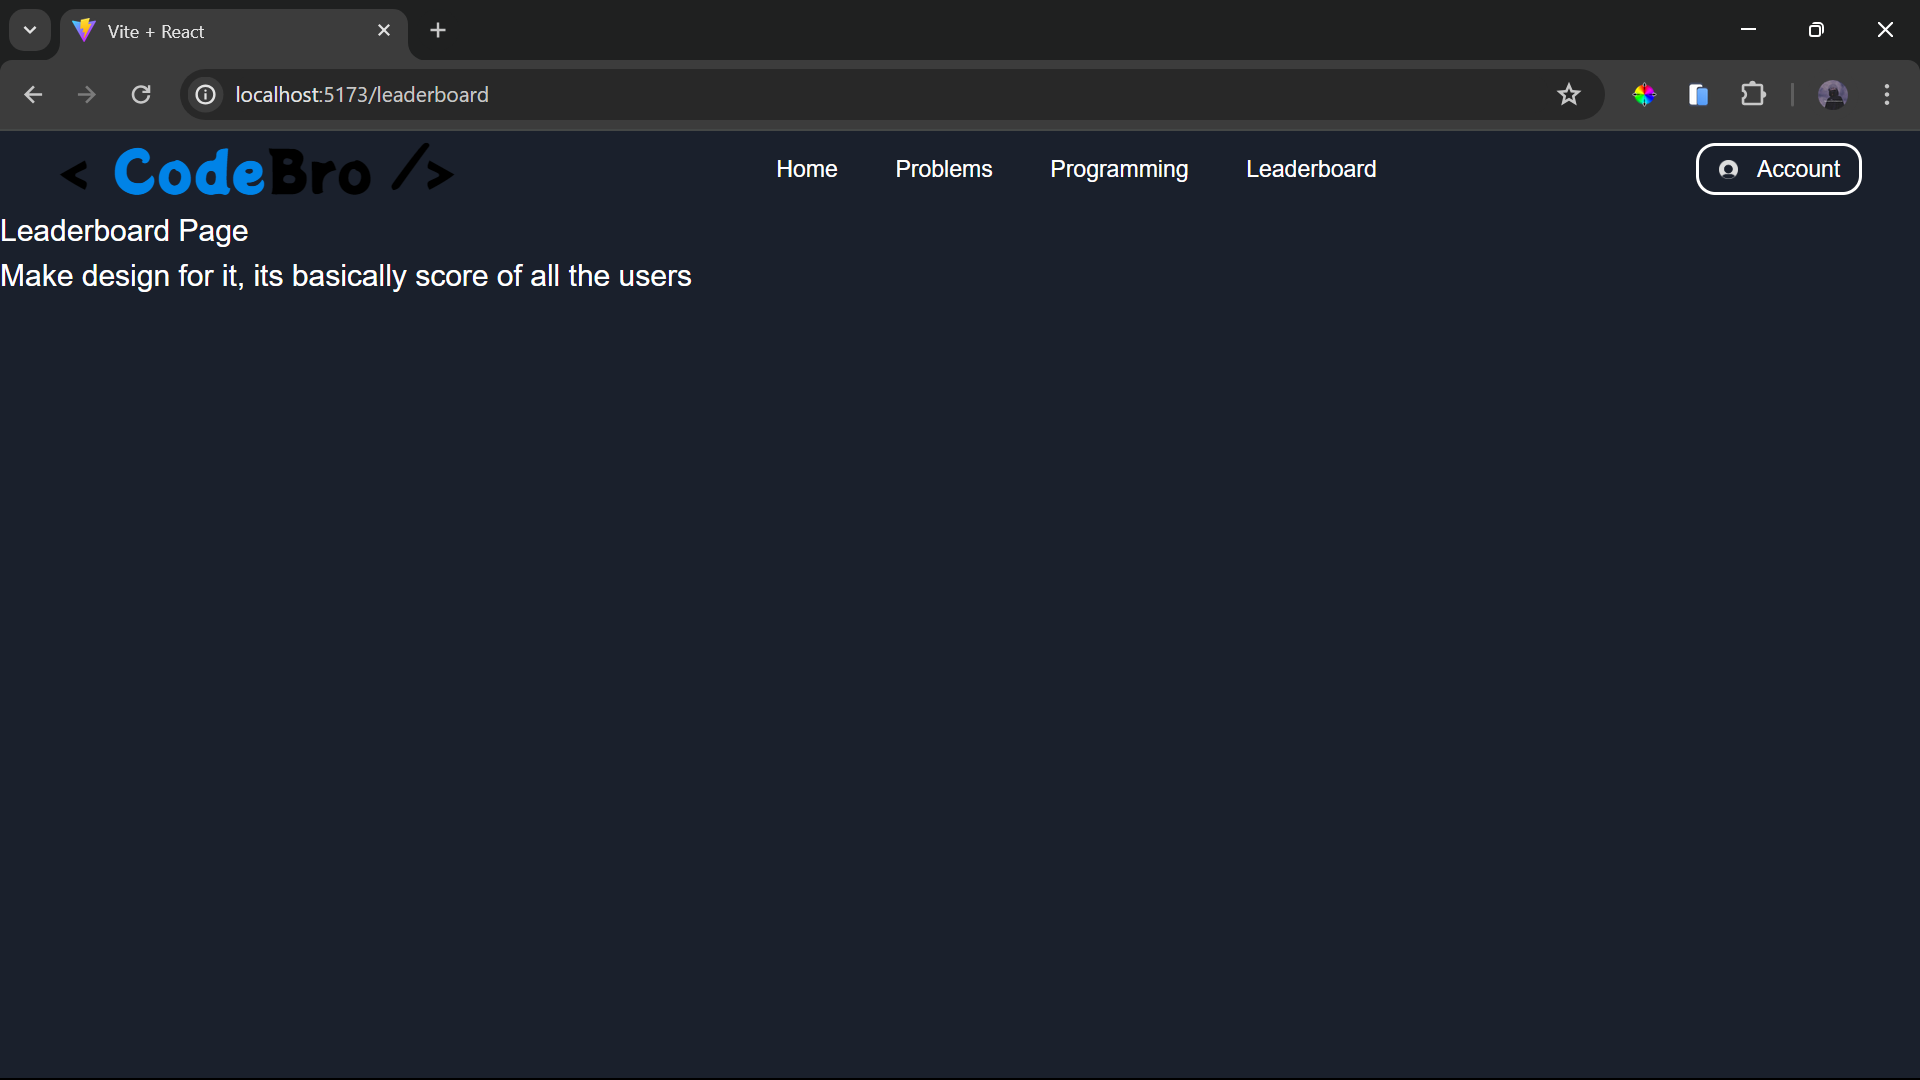 Vite + React
localhost:5173/leaderboard
< CodeBro />
Home Problems Programming Leaderboard
Account
Leaderboard Page
Make design for it, its basically score of all the users